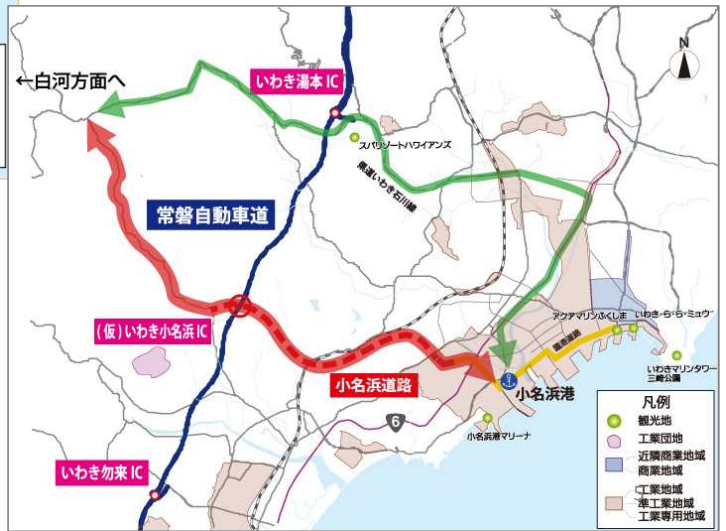 ←白河方面へ
いわき湯本 IC
N
スパリゾートハワイアンズ
県道いわき石川線
常磐自動車道
(仮)いわき小名浜 IC
アクアマリンふくしま
いわき・ら・ら・ミュウ
臨港道路
いわきマリンタワー
三崎公園
小名浜道路
小名浜港
6
小名浜港マリーナ
いわき勿来 IC
凡例
観光地
工業団地
近隣商業地域
商業地域
工業地域
準工業地域
工業専用地域